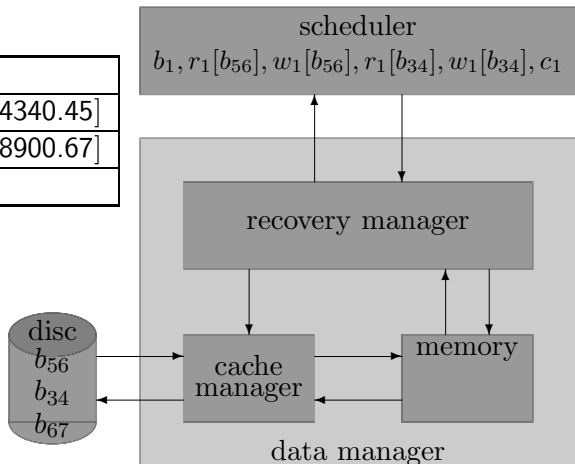 scheduler
b₁, r₁[b₅₆], w₁[b₅₆], r₁[b₃₄], w₁[b₃₄], c₁
4340.45]
8900.67]
recovery manager
disc
b₅₆
b₃₄
b₆₇
cache
manager
memory
data manager